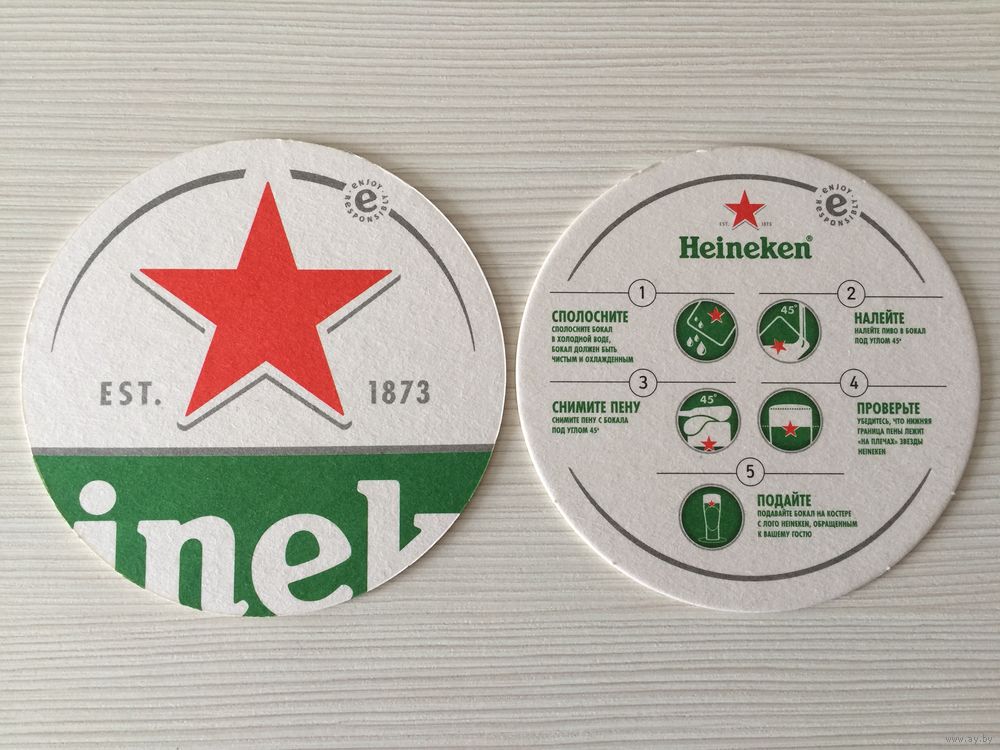 ENJOY RESPONSIBLY
e
EST. 1873
inek
ENJOY RESPONSIBLY
e
EST. 1873
Heineken®
1
СПОЛОСНИТЕ
СПОЛОСНИТЕ БОКАЛ
В ХОЛОДНОЙ ВОДЕ,
БОКАЛ ДОЛЖЕН БЫТЬ
ЧИСТЫМ И ОХЛАЖДЕННЫМ
2
45°
НАЛЕЙТЕ
НАЛЕЙТЕ ПИВО В БОКАЛ
ПОД УГЛОМ 45°
3
СНИМИТЕ ПЕНУ
СНИМИТЕ ПЕНУ С БОКАЛА
ПОД УГЛОМ 45°
45°
4
ПРОВЕРЬТЕ
УБЕДИТЕСЬ, ЧТО НИЖНЯЯ
ГРАНИЦА ПЕНЫ ЛЕЖИТ
«НА ПЛЕЧАХ» ЗВЕЗДЫ
HEINEKEN
5
ПОДАЙТЕ
ПОДАВАЙТЕ БОКАЛ НА КОСТЕРЕ
С ЛОГО HEINEKEN, ОБРАЩЕННЫМ
К ВАШЕМУ ГОСТЮ
www.ay.by